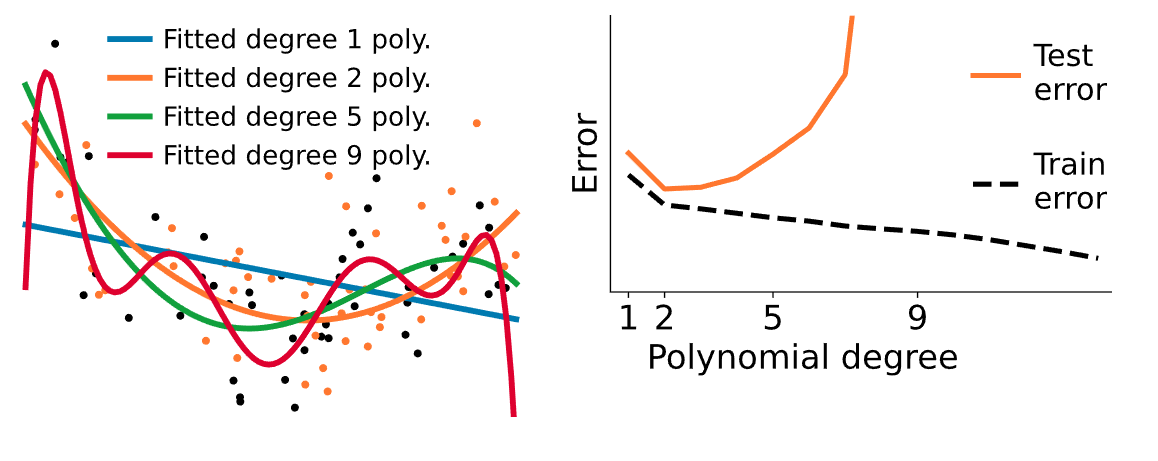 Fitted degree 1 poly.
Fitted degree 2 poly.
Fitted degree 5 poly.
Fitted degree 9 poly.
Error
Test
error
Train
error
1 2 5 9
Polynomial degree